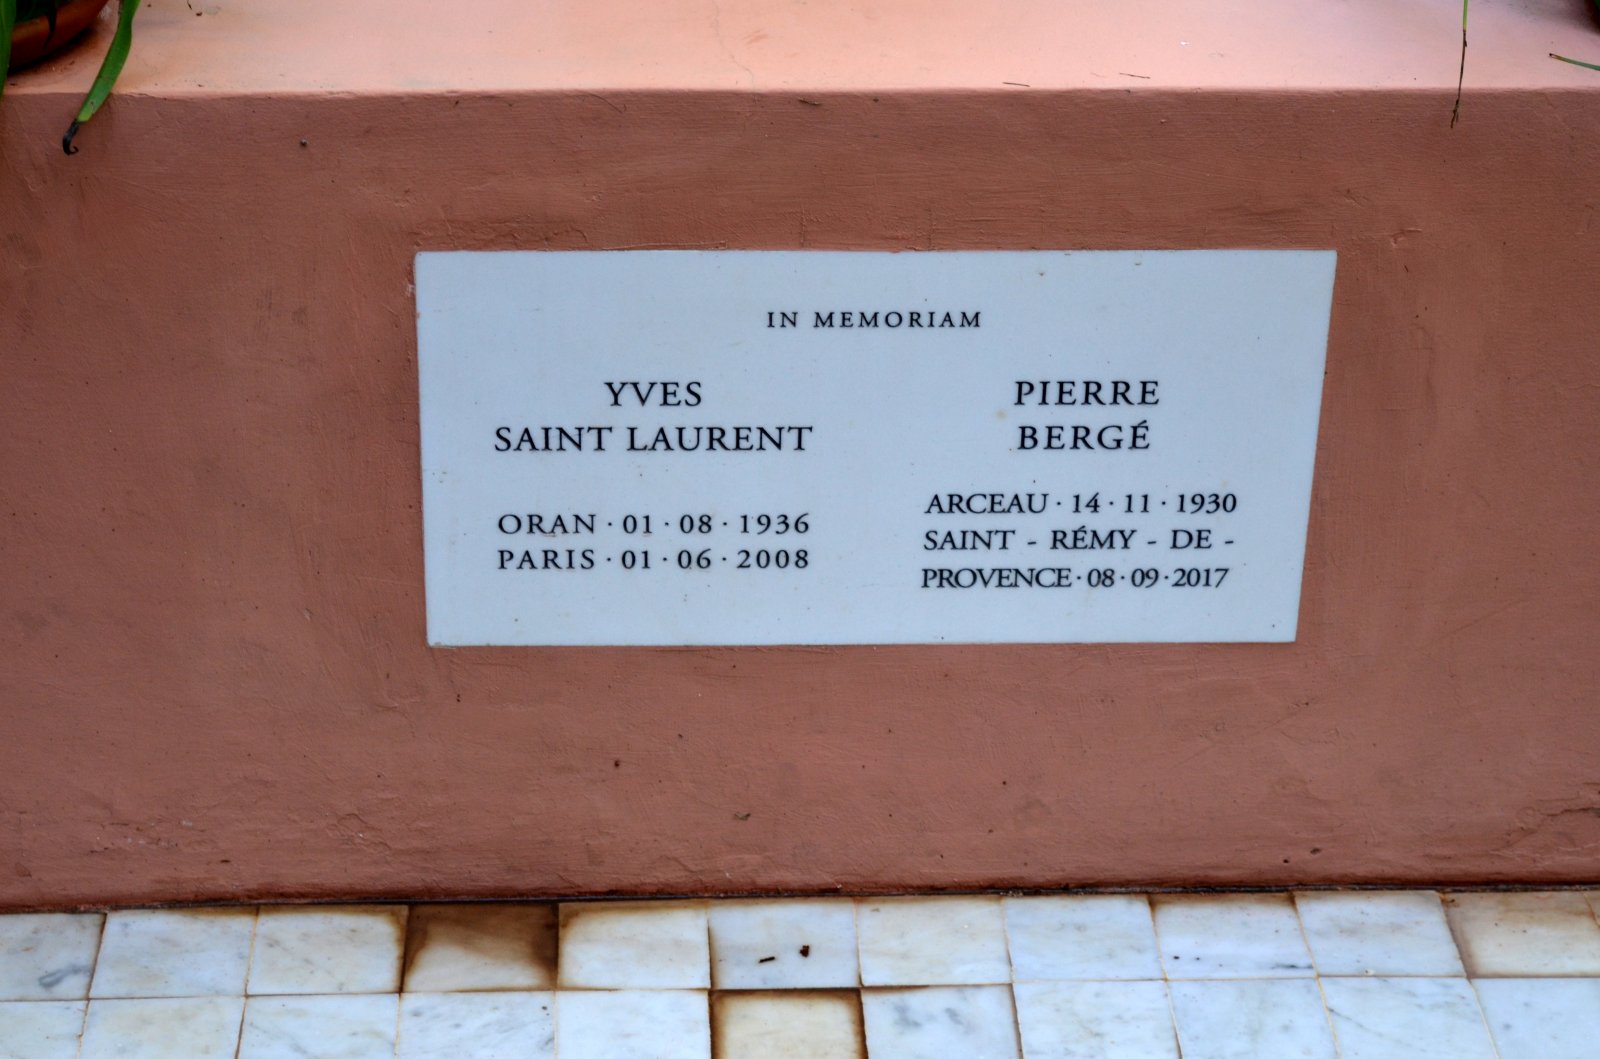 IN MEMORIAM
YVES
SAINT LAURENT
ORAN · 01 · 08 · 1936
PARIS · 01 · 06 · 2008
PIERRE
BERGÉ
ARCEAU · 14 · 11 · 1930
SAINT - RÉMY - DE -
PROVENCE · 08 · 09 · 2017